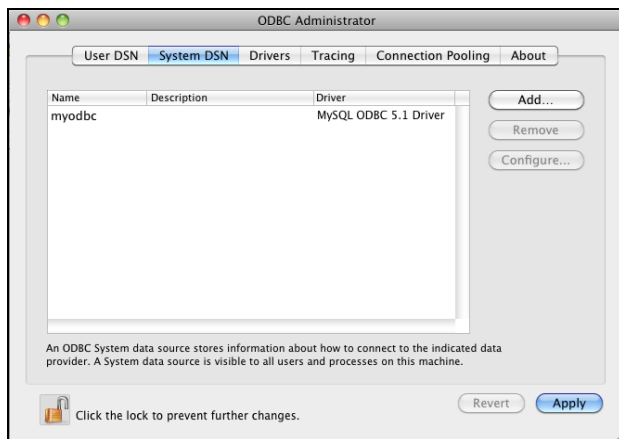 ODBC Administrator
User DSN System DSN Drivers Tracing Connection Pooling About
Name Description Driver
myodbc MySQL ODBC 5.1 Driver
Add...
Remove
Configure...
An ODBC System data source stores information about how to connect to the indicated data
provider. A System data source is visible to all users and processes on this machine.
Click the lock to prevent further changes.
Revert Apply